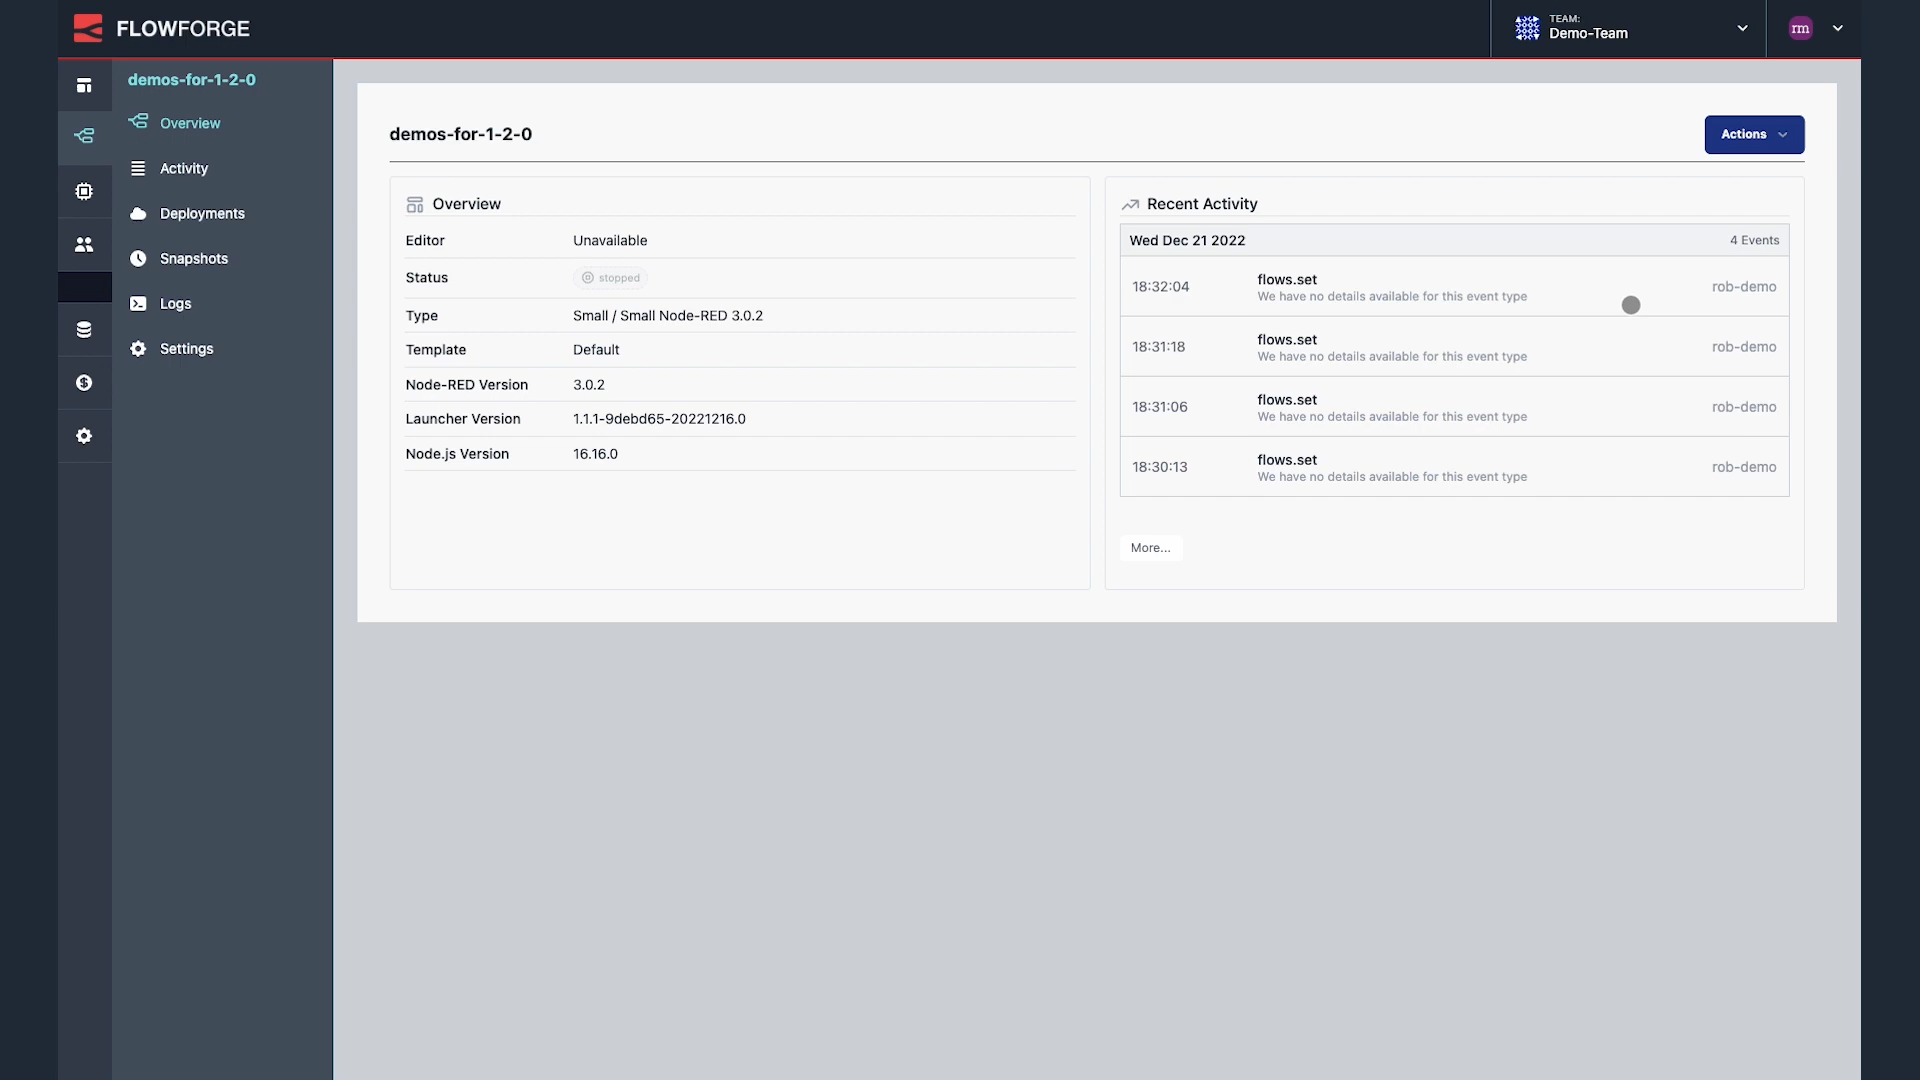 FLOWFORGE
TEAM:
Demo-Team
rm
demos-for-1-2-0
Overview
Activity
Deployments
Snapshots
Logs
Settings
demos-for-1-2-0
Actions
Overview
Editor Unavailable
Status stopped
Type Small / Small Node-RED 3.0.2
Template Default
Node-RED Version 3.0.2
Launcher Version 1.1.1-9debd65-20221216.0
Node.js Version 16.16.0
Recent Activity
Wed Dec 21 2022 4 Events
18:32:04 flows.set rob-demo
We have no details available for this event type
18:31:18 flows.set rob-demo
We have no details available for this event type
18:31:06 flows.set rob-demo
We have no details available for this event type
18:30:13 flows.set rob-demo
We have no details available for this event type
More...